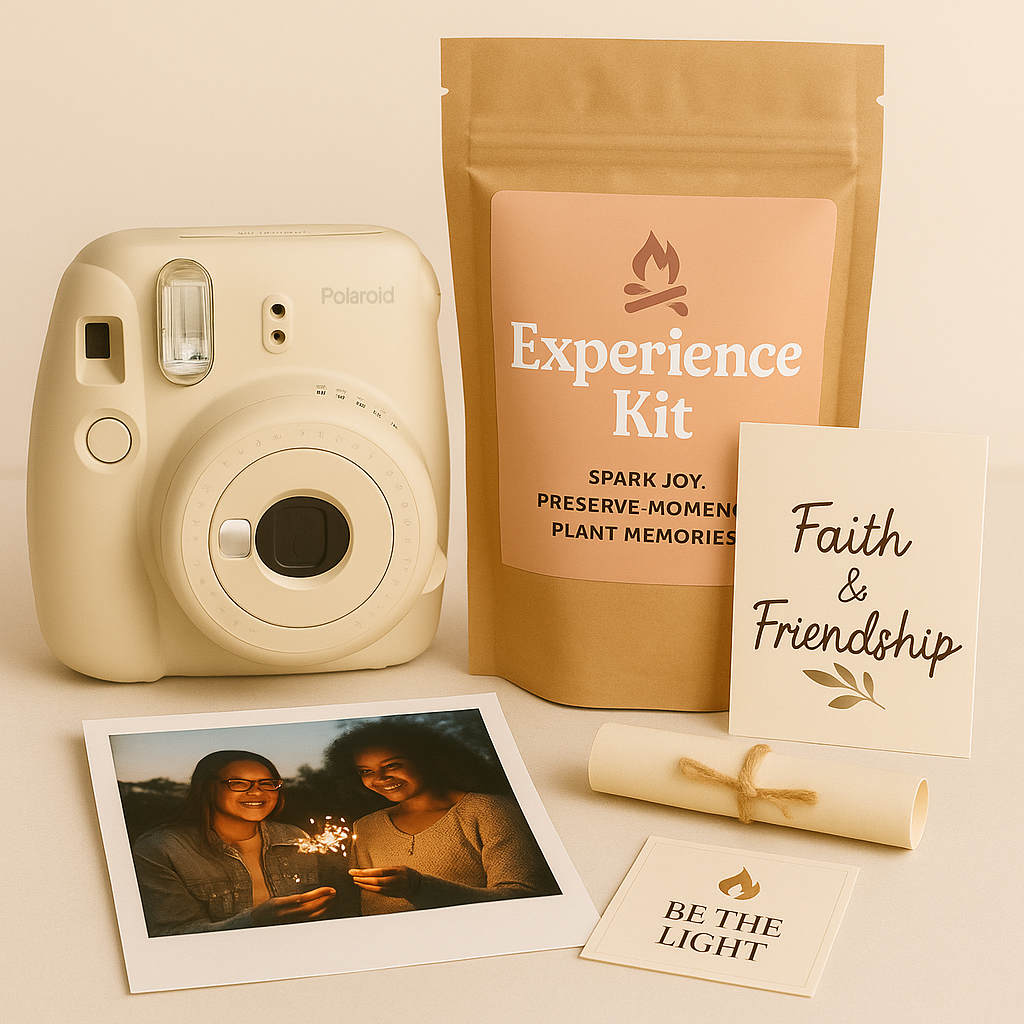 Polaroid
Experience
Kit
SPARK JOY.
PRESERVE-MOMENC
PLANT MEMORIES
Faith
&
Friendship
BE THE
LIGHT